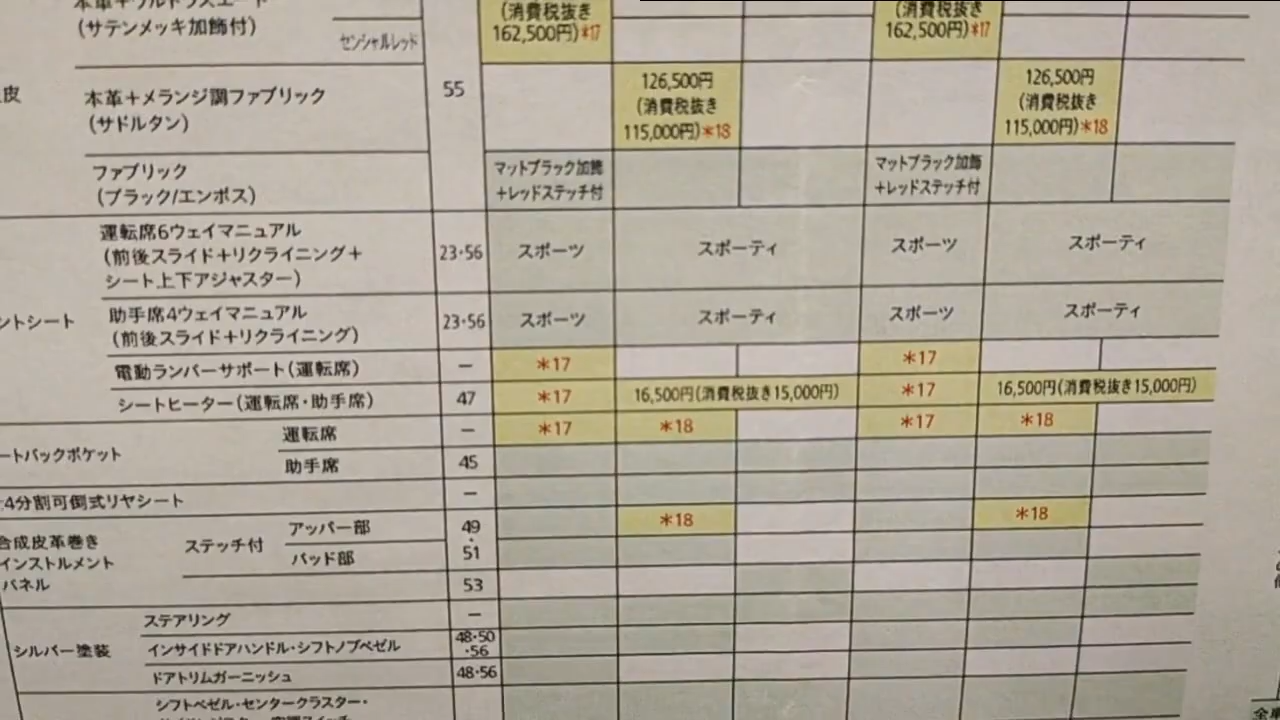 (サテンメッキ加飾付)
センシャルレッド
(消費税抜き
162,500円)*17
(消費税抜き
162,500円)*17
皮
本革+メランジ調ファブリック
(サドルタン)
55
126,500円
(消費税抜き
115,000円)*18
126,500円
(消費税抜き
115,000円)*18
ファブリック
(ブラック/エンボス)
マットブラック加飾
+レッドステッチ付
マットブラック加飾
+レッドステッチ付
運転席6ウェイマニュアル
(前後スライド+リクライニング+
シート上下アジャスター)
23・56 スポーツ スポーティ スポーツ スポーティ
ントシート
助手席4ウェイマニュアル
(前後スライド+リクライニング)
23・56 スポーツ スポーティ スポーツ スポーティ
電動ランバーサポート(運転席) ー *17 *17
シートヒーター(運転席・助手席) 47 *17 16,500円(消費税抜き15,000円) *17 16,500円(消費税抜き15,000円)
ートバックポケット
運転席 ー *17 *18 *17 *18
助手席 45
4分割可倒式リヤシート ー
合成皮革巻き
インストルメント
パネル
ステッチ付
アッパー部 49 *18 *18
・
パッド部 51
53
シルバー塗装
ステアリング ー
インサイドドアハンドル・シフトノブベゼル 48・50
・56
ドアトリムガーニッシュ 48・56
シフトベゼル・センタークラスター・